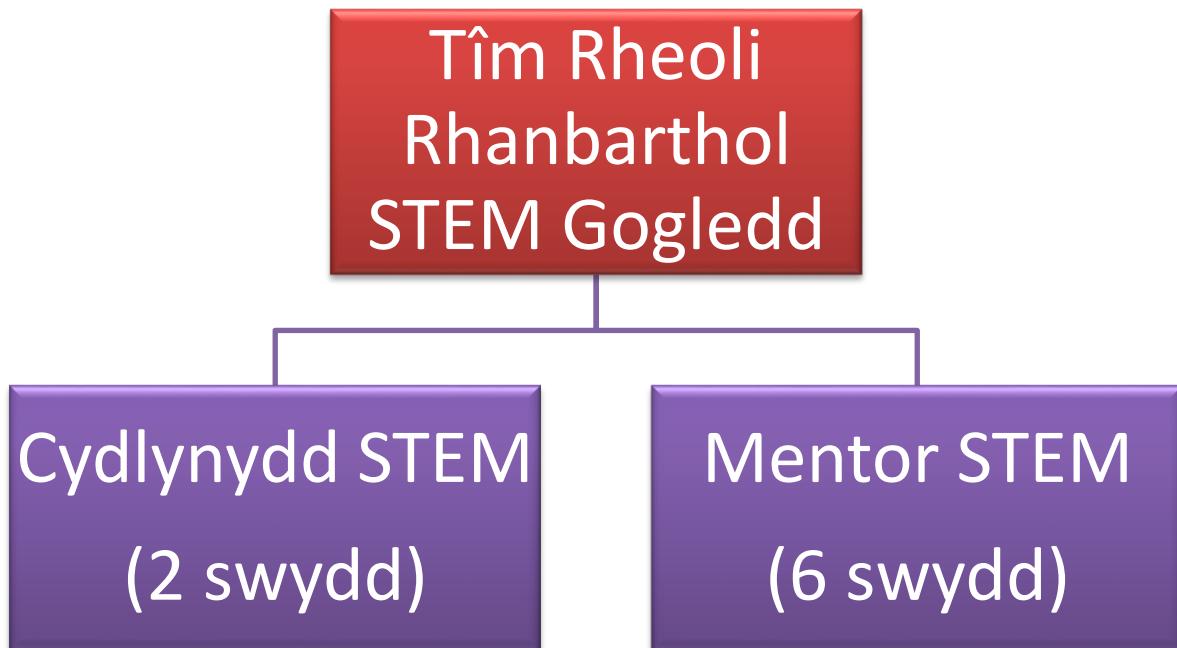 Tîm Rheoli
Rhanbarthol
STEM Gogledd
Cydlynydd STEM
(2 swydd)
Mentor STEM
(6 swydd)